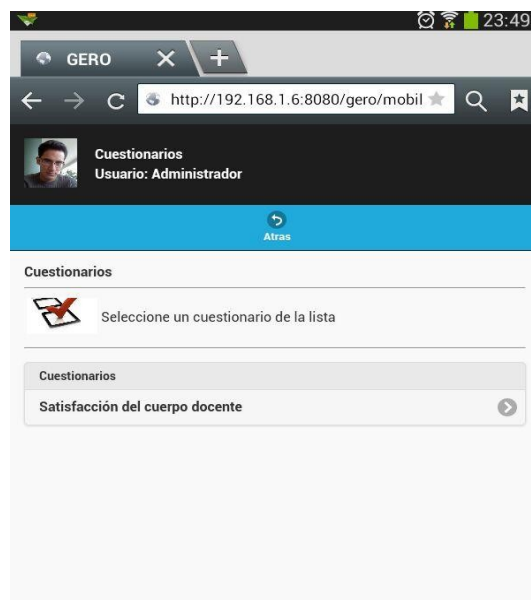 23:49
GERO
http://192.168.1.6:8080/gero/mobil
Cuestionarios
Usuario: Administrador
Atras
Cuestionarios
Seleccione un cuestionario de la lista
Cuestionarios
Satisfacción del cuerpo docente